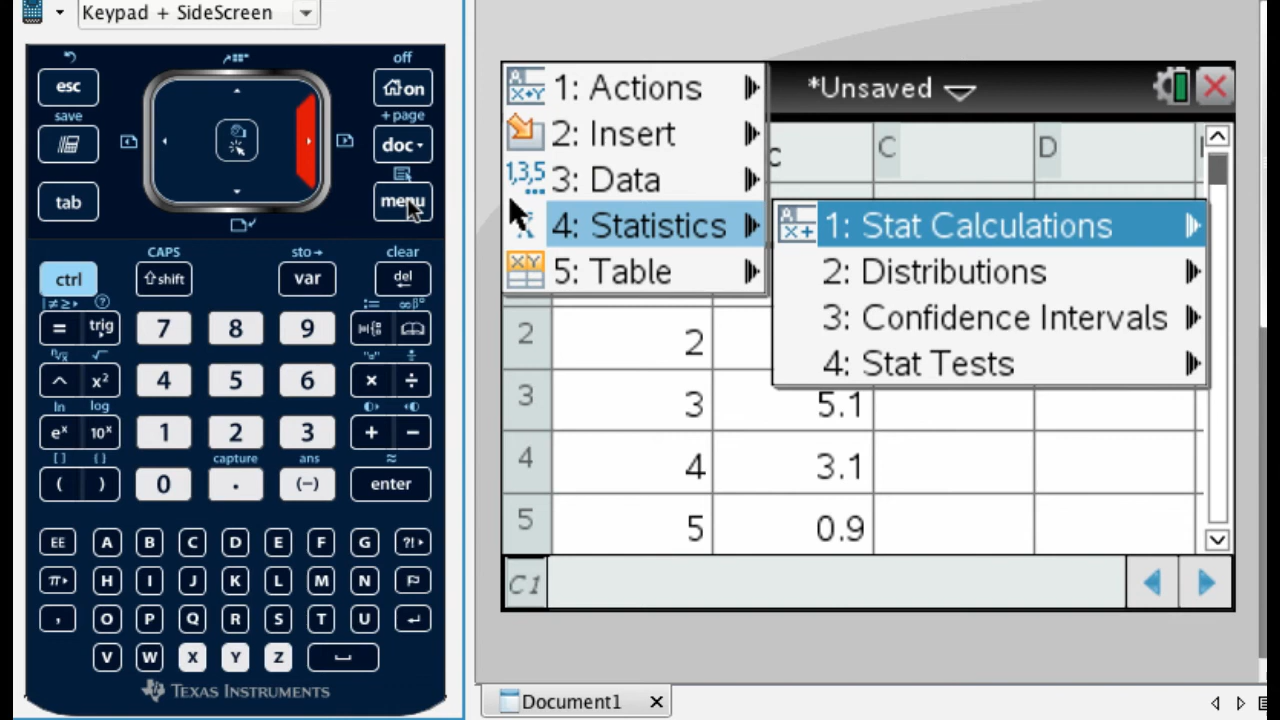 Keypad + SideScreen
off
esc
on
save
+ page
doc
tab
menu
CAPS
sto→
clear
ctrl
⇧shift
var
del
|≠≥▸ ?
:= ∞β°
= trig 7 8 9
ⁿ√x √ "∞" ÷
^ x² 4 5 6 × ÷
ln log
eˣ 10ˣ 1 2 3 + −
[ ] { } capture ans ≈
( ) 0 . (−) enter
EE A B C D E F G ?!▸
π▸ H I J K L M N
, O P Q R S T U ↵
V W X Y Z
TEXAS INSTRUMENTS
1: Actions
2: Insert
3: Data
4: Statistics
5: Table
*Unsaved
c C D
1: Stat Calculations
2: Distributions
3: Confidence Intervals
4: Stat Tests
2 2
3 3 5.1
4 4 3.1
5 5 0.9
C1
Document1